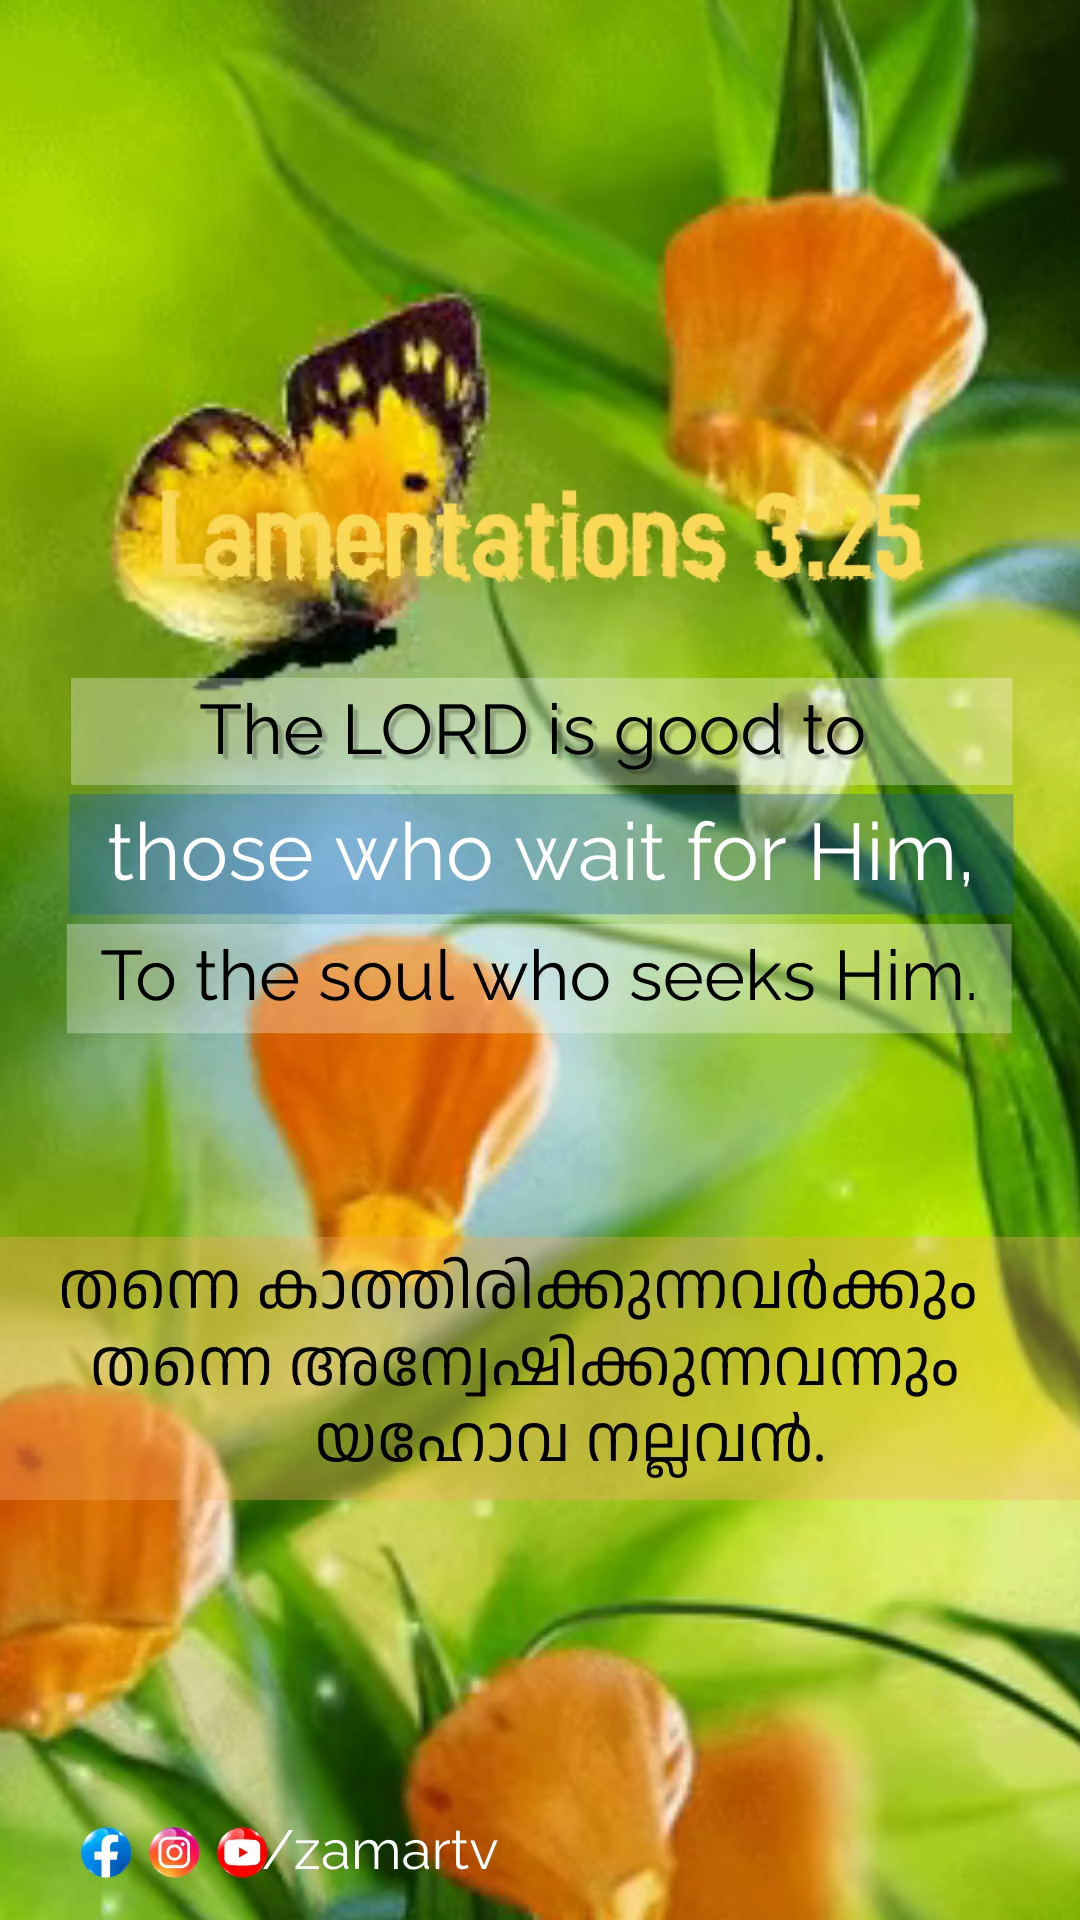 Lamentations 3:25
The LORD is good to
those who wait for Him,
To the soul who seeks Him.
തന്നെ കാത്തിരിക്കുന്നവർക്കും
തന്നെ അന്വേഷിക്കുന്നവന്നും
യഹോവ നല്ലവൻ.
/zamartv